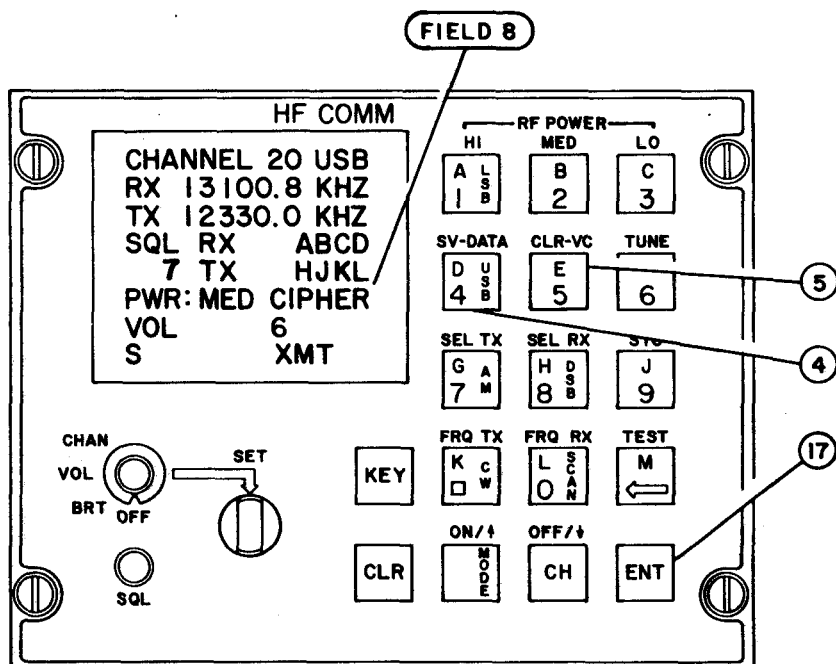 FIELD 8
HF COMM
CHANNEL 20 USB
RX 13100.8 KHZ
TX 12330.0 KHZ
SQL RX ABCD
7 TX HJKL
PWR: MED CIPHER
VOL 6
S XMT
RF POWER
HI MED LO
A LSB 1
B 2
C 3
SV-DATA CLR-VC TUNE
D USB 4
E 5
6
5
4
SEL TX SEL RX
G AM 7
H DSB 8
J 9
17
FRQ TX FRQ RX TEST
KEY
K CW
L SCAN 0
M
ON/↑ OFF/↓
CLR
MODE
CH
ENT
CHAN
VOL
BRT OFF
SET
SQL